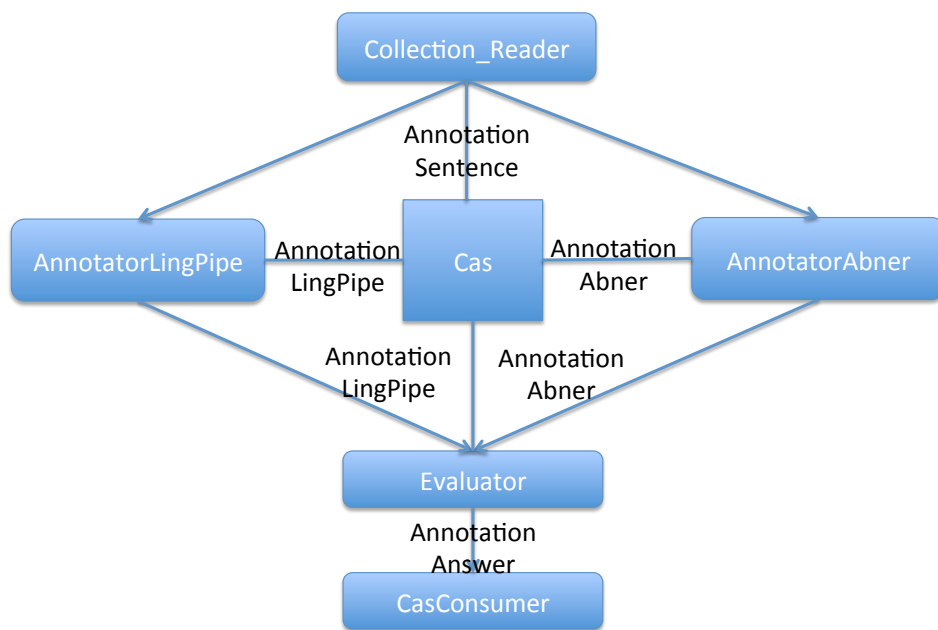 Collection_Reader
Annotation
Sentence
AnnotatorLingPipe
Annotation
LingPipe
Cas
Annotation
Abner
AnnotatorAbner
Annotation
LingPipe
Annotation
Abner
Evaluator
Annotation
Answer
CasConsumer